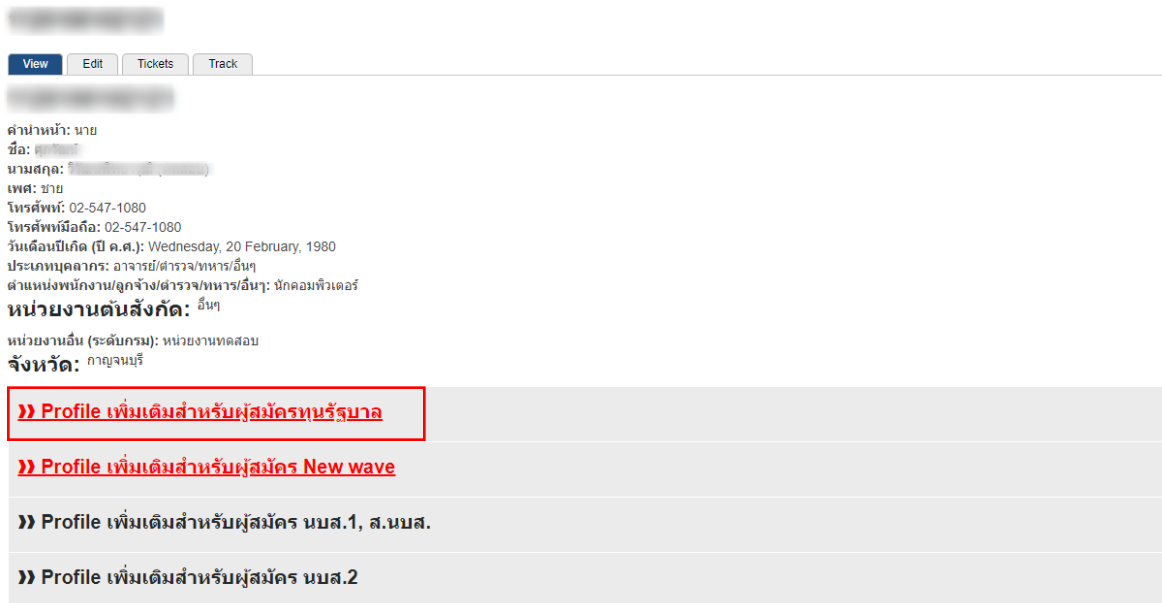 View Edit Tickets Track
คำนำหน้า: นาย
ชื่อ:
นามสกุล:
เพศ: ชาย
โทรศัพท์: 02-547-1080
โทรศัพท์มือถือ: 02-547-1080
วันเดือนปีเกิด (ปี ค.ศ.): Wednesday, 20 February, 1980
ประเภทบุคลากร: อาจารย์/ตำรวจ/ทหาร/อื่นๆ
ตำแหน่งพนักงาน/ลูกจ้าง/ตำรวจ/ทหาร/อื่นๆ: นักคอมพิวเตอร์
หน่วยงานต้นสังกัด: อื่นๆ
หน่วยงานอื่น (ระดับกรม): หน่วยงานทดสอบ
จังหวัด: กาญจนบุรี
⟫ Profile เพิ่มเติมสำหรับผู้สมัครทุนรัฐบาล
⟫ Profile เพิ่มเติมสำหรับผู้สมัคร New wave
⟫ Profile เพิ่มเติมสำหรับผู้สมัคร นบส.1, ส.นบส.
⟫ Profile เพิ่มเติมสำหรับผู้สมัคร นบส.2